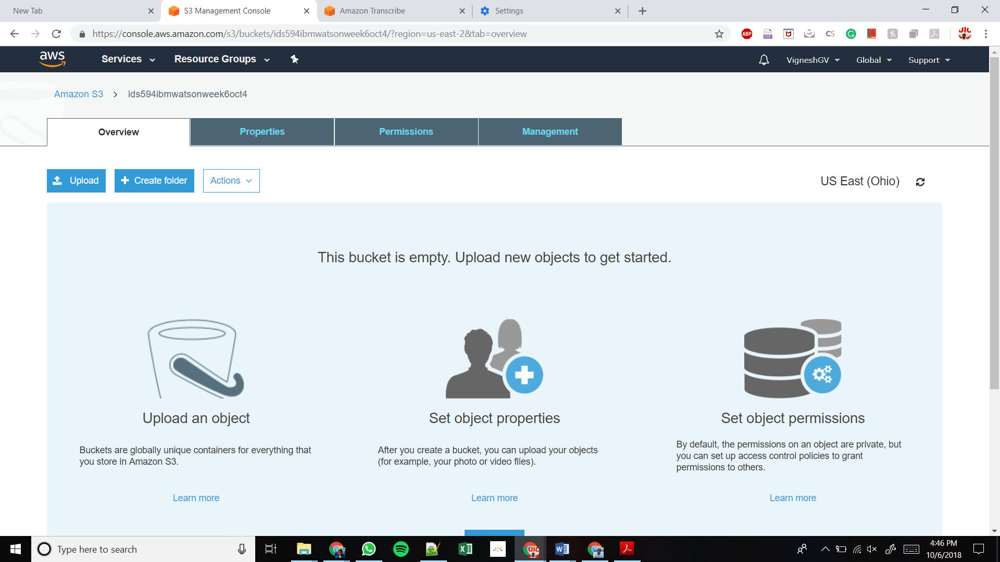 New Tab
S3 Management Console
Amazon Transcribe
Settings
https://console.aws.amazon.com/s3/buckets/ids594ibmwatsonweek6oct4/?region=us-east-2&tab=overview
ABP
PDF
CS
aws
Services
Resource Groups
VigneshGV
Global
Support
Amazon S3 > ids594ibmwatsonweek6oct4
Overview
Properties
Permissions
Management
Upload
Create folder
Actions
US East (Ohio)
This bucket is empty. Upload new objects to get started.
Upload an object
Buckets are globally unique containers for everything that
you store in Amazon S3.
Learn more
Set object properties
After you create a bucket, you can upload your objects
(for example, your photo or video files).
Learn more
Set object permissions
By default, the permissions on an object are private, but
you can set up access control policies to grant
permissions to others.
Learn more
Type here to search
4:46 PM
10/6/2018